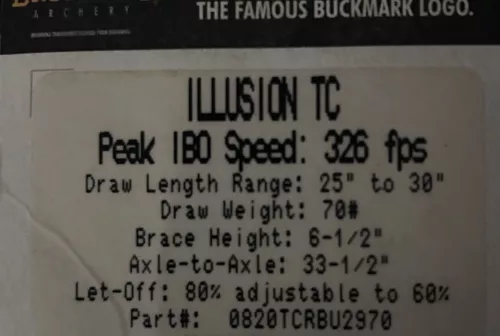 ARCHERY
THE FAMOUS BUCKMARK LOGO.
ILLUSION TC
Peak IBO Speed: 326 fps
Draw Length Range: 25" to 30"
Draw Weight: 70#
Brace Height: 6-1/2"
Axle-to-Axle: 33-1/2"
Let-Off: 80% adjustable to 60%
Part#: 0820TCRBU2970